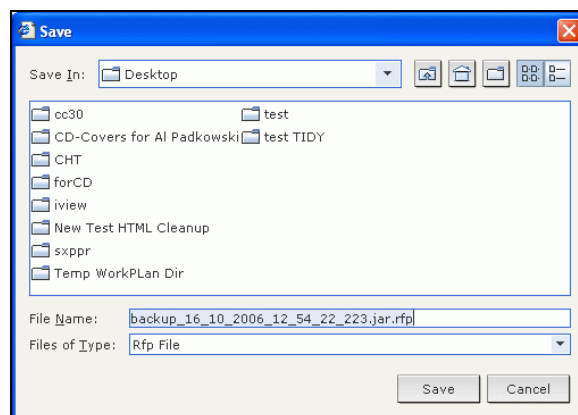 Save
Save In: Desktop
cc30 test
CD-Covers for Al Padkowski test TIDY
CHT
forCD
iview
New Test HTML Cleanup
sxppr
Temp WorkPLan Dir
File Name: backup_16_10_2006_12_54_22_223.jar.rfp
Files of Type: Rfp File
Save Cancel